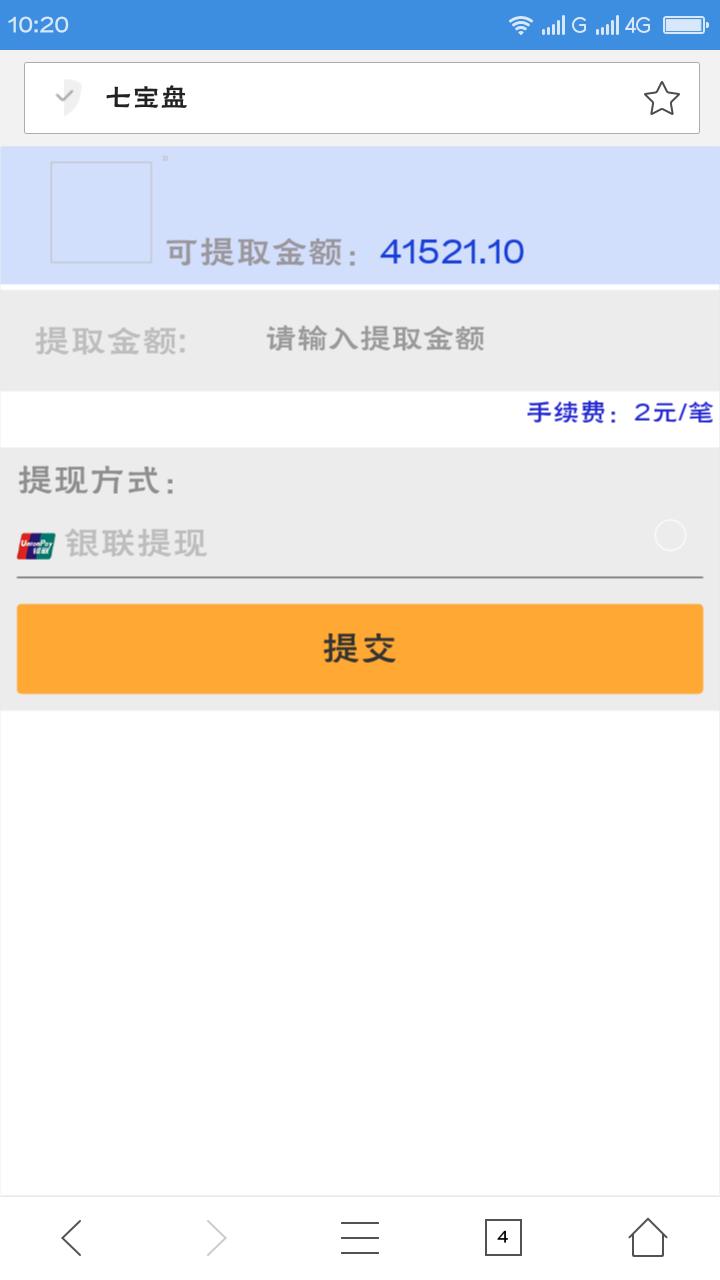 10:20 G 4G
七宝盘
可提取金额：41521.10
提取金额: 请输入提取金额
手续费：2元/笔
提现方式：
UnionPay 银联 银联提现
提交
4